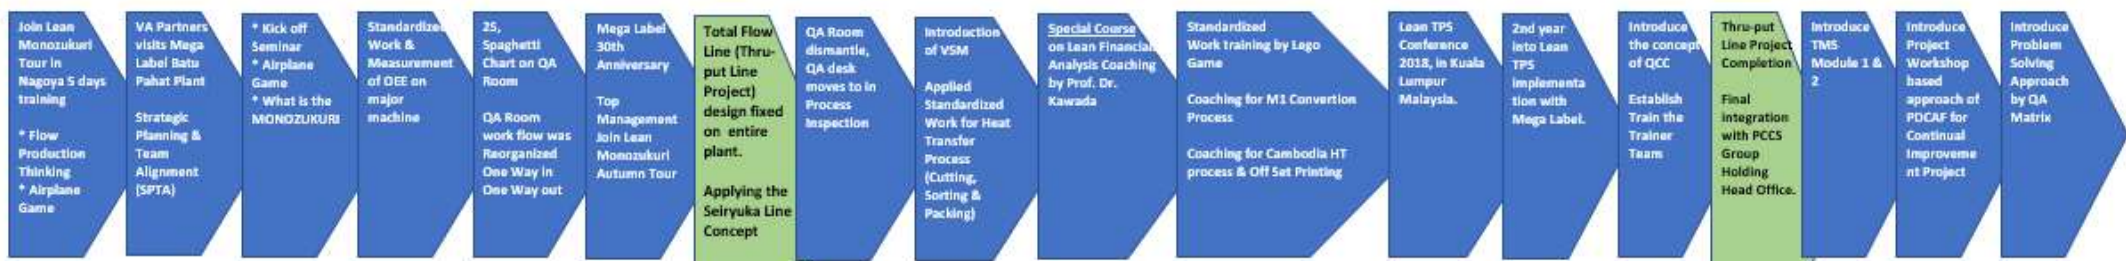 Join Lean
Monozukuri
Tour in
Nagoya 5 days
training
* Flow
Production
Thinking
* Airplane
Game
VA Partners
visits Mega
Label Batu
Pahat Plant
Strategic
Planning &
Team
Alignment
(SPTA)
* Kick off
Seminar
* Airplane
Game
* What is the
MONOZUKURI
Standardized
Work &
Measurement
of OEE on
major
machine
2S,
Spaghetti
Chart on QA
Room
QA Room
work flow was
Reorganized
One Way in
One Way out
Mega Label
30th
Anniversary
Top
Management
Join Lean
Monozukuri
Autumn Tour
Total Flow
Line (Thru-
put Line
Project)
design fixed
on entire
plant.
Applying the
Seiryuka Line
Concept
QA Room
dismantle,
QA desk
moves to In
Process
Inspection
Introduction
of VSM
Applied
Standardized
Work for Heat
Transfer
Process
(Cutting,
Sorting &
Packing)
Special Course
on Lean Financial
Analysis Coaching
by Prof. Dr.
Kawada
Standardized
Work training by Lego
Game
Coaching for M1 Convertion
Process
Coaching for Cambodia HT
process & Off Set Printing
Lean TPS
Conference
2018, in Kuala
Lumpur
Malaysia.
2nd year
into Lean
TPS
implementa
tion with
Mega Label.
Introduce
the concept
of QCC
Establish
Train the
Trainer
Team
Thru-put
Line Project
Completion
Final
integration
with PCCS
Group
Holding
Head Office.
Introduce
TMS
Module 1 &
2
Introduce
Project
Workshop
based
approach of
PDCAF for
Continual
Improveme
nt Project
Introduce
Problem
Solving
Approach
by QA
Matrix